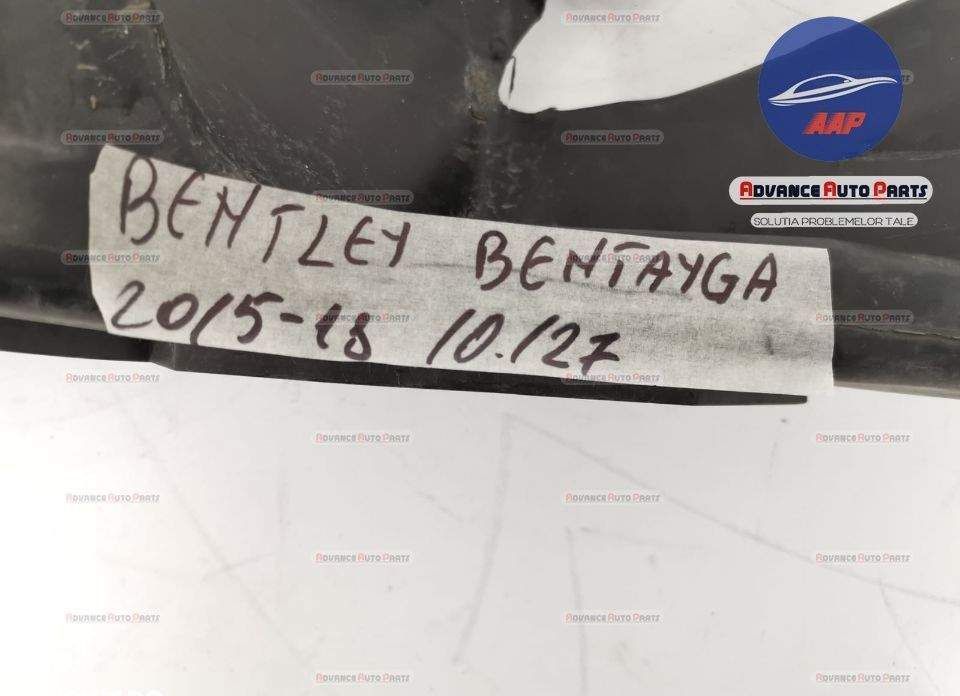 AAP
ADVANCE AUTO PARTS
SOLUTIA PROBLEMELOR TALE
BENTLEY BENTAYGA
2015-18 10.127